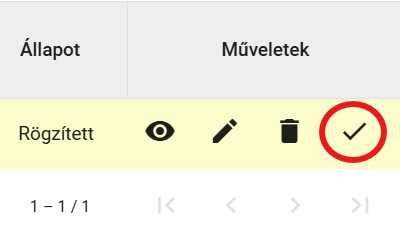 Állapot Műveletek
Rögzített
1 – 1 / 1